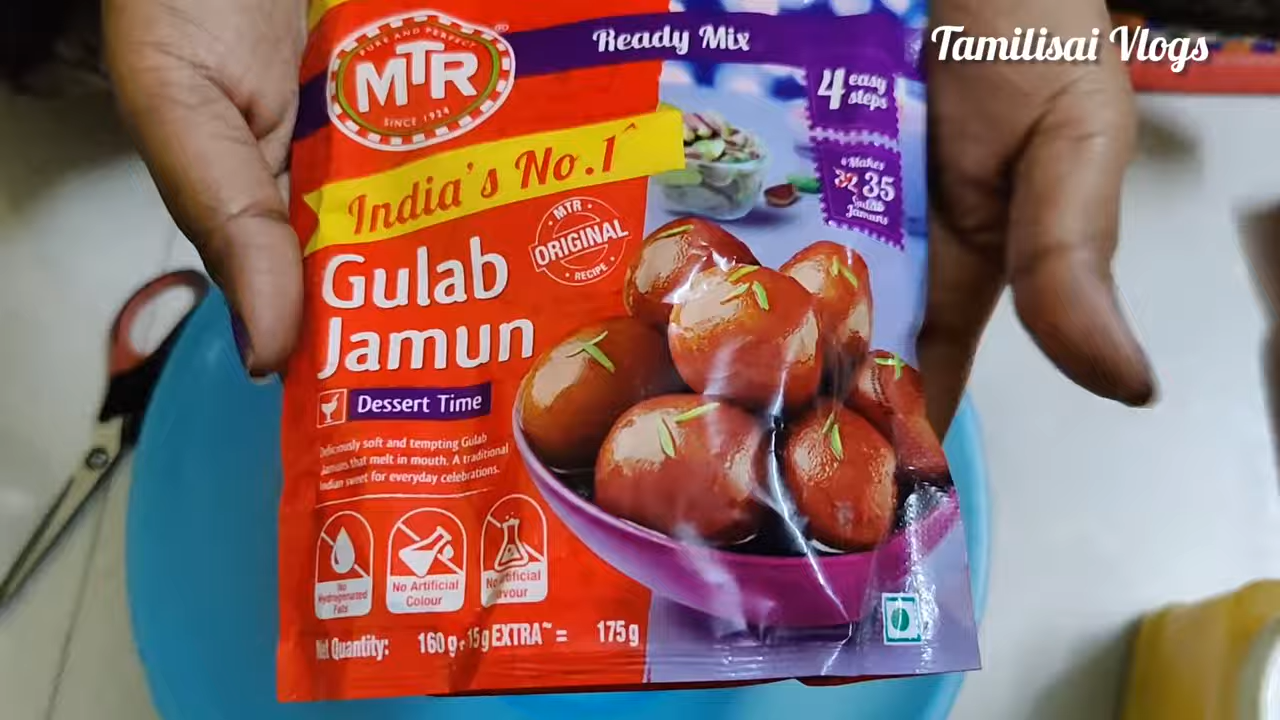 Tamilisai Vlogs
Ready Mix
PURE AND PERFECT
MTR
SINCE 1924
4 easy
steps
India's No.1^
Makes
32 35
Gulab
Jamuns
MTR
ORIGINAL
RECIPE
Gulab
Jamun
Dessert Time
Deliciously soft and tempting Gulab
Jamuns that melt in mouth. A traditional
Indian sweet for everyday celebrations.
No
Hydrogenated
Fats
No Artificial
Colour
No Artificial
Flavour
Net Quantity: 160 g + 15 g EXTRA~ = 175 g